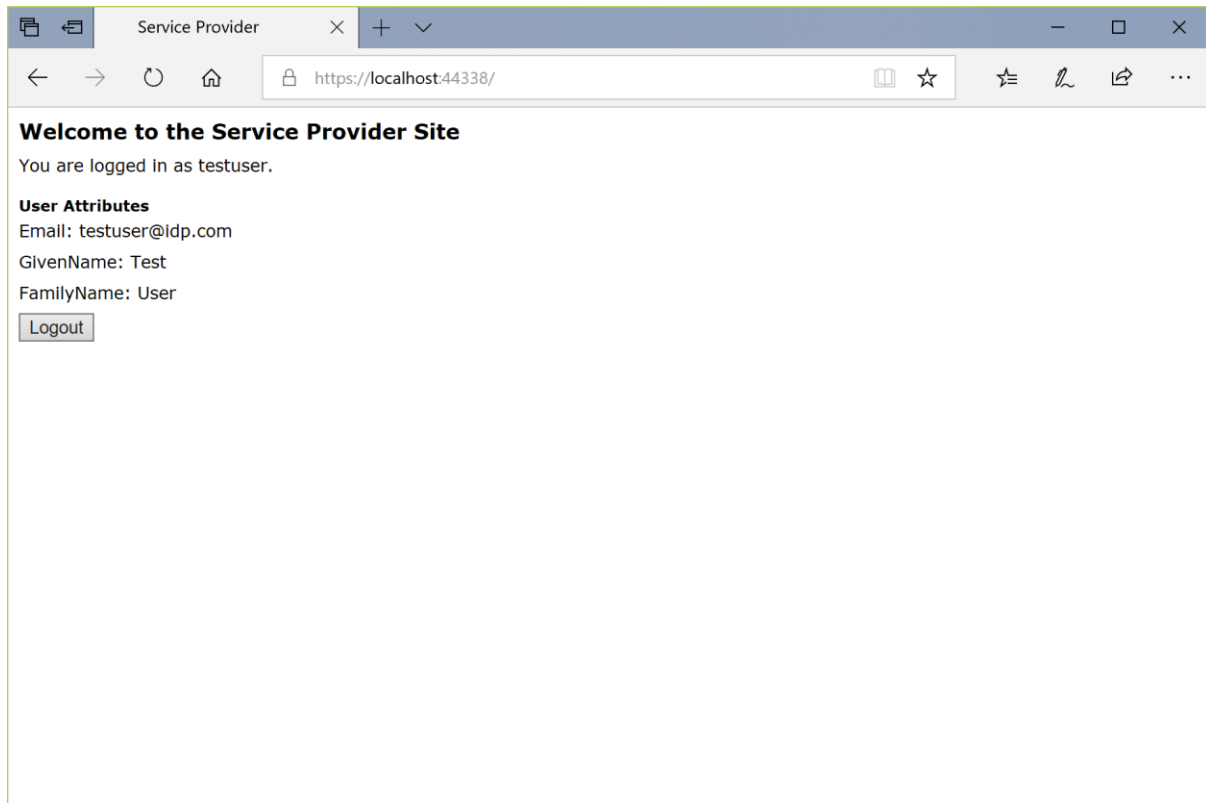 Service Provider
https://localhost:44338/
Welcome to the Service Provider Site
You are logged in as testuser.
User Attributes
Email: testuser@idp.com
GivenName: Test
FamilyName: User
Logout